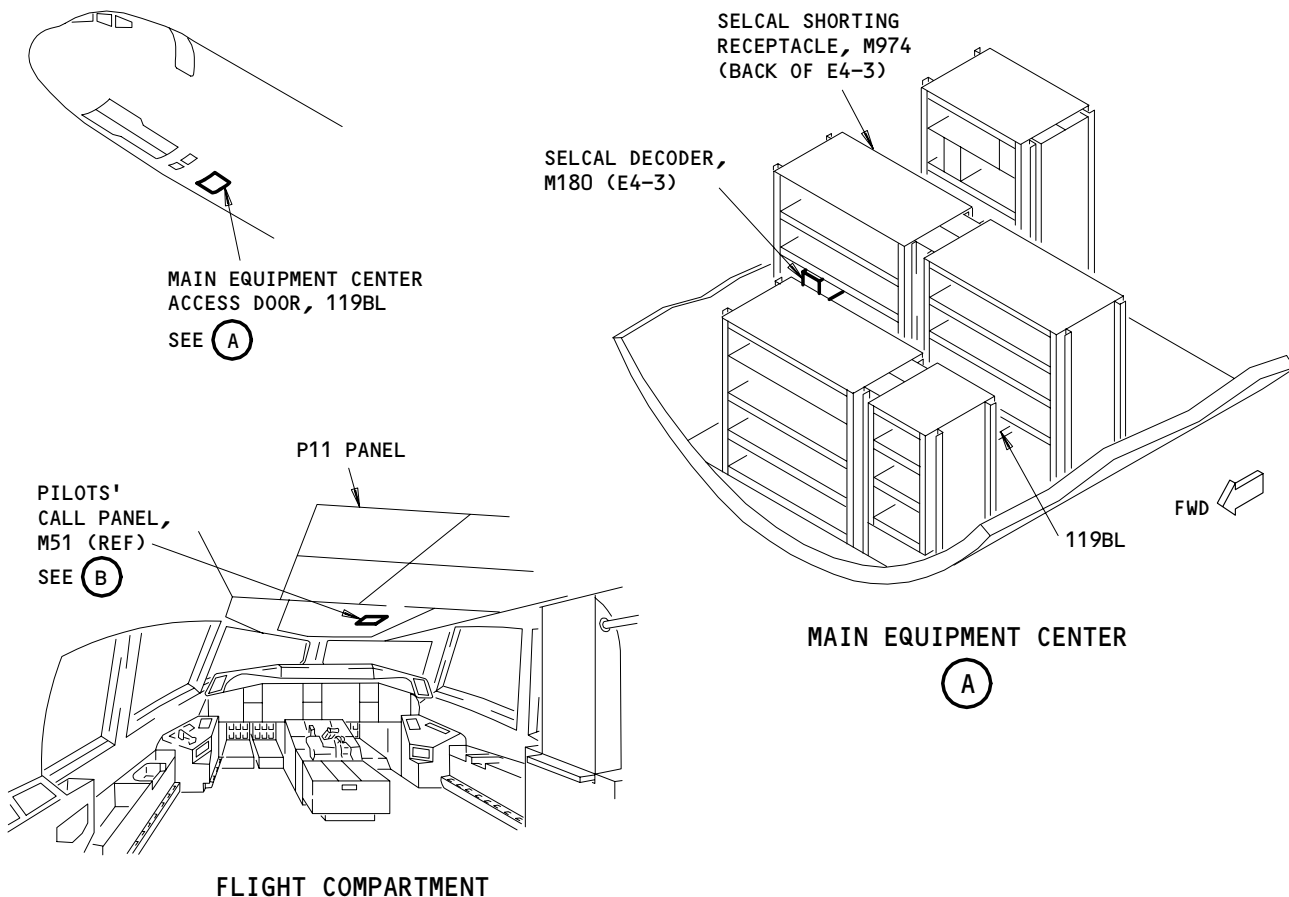 SELCAL SHORTING
RECEPTACLE, M974
(BACK OF E4-3)
SELCAL DECODER,
M180 (E4-3)
MAIN EQUIPMENT CENTER
ACCESS DOOR, 119BL
SEE A
P11 PANEL
PILOTS'
CALL PANEL,
M51 (REF)
SEE B
FWD
119BL
MAIN EQUIPMENT CENTER
A
FLIGHT COMPARTMENT